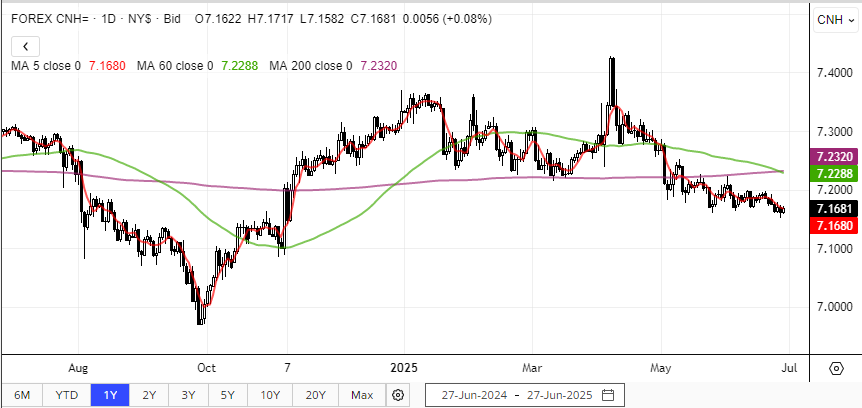 FOREX CNH= · 1D · NY$ · Bid O7.1622 H7.1717 L7.1582 C7.1681 0.0056 (+0.08%) CNH
MA 5 close 0 7.1680 MA 60 close 0 7.2288 MA 200 close 0 7.2320
7.4000
7.3000
7.2320
7.2288
7.2000
7.1681
7.1680
7.1000
7.0000
Aug Oct 7 2025 Mar May Jul
6M YTD 1Y 2Y 3Y 5Y 10Y 20Y Max 27-Jun-2024 - 27-Jun-2025